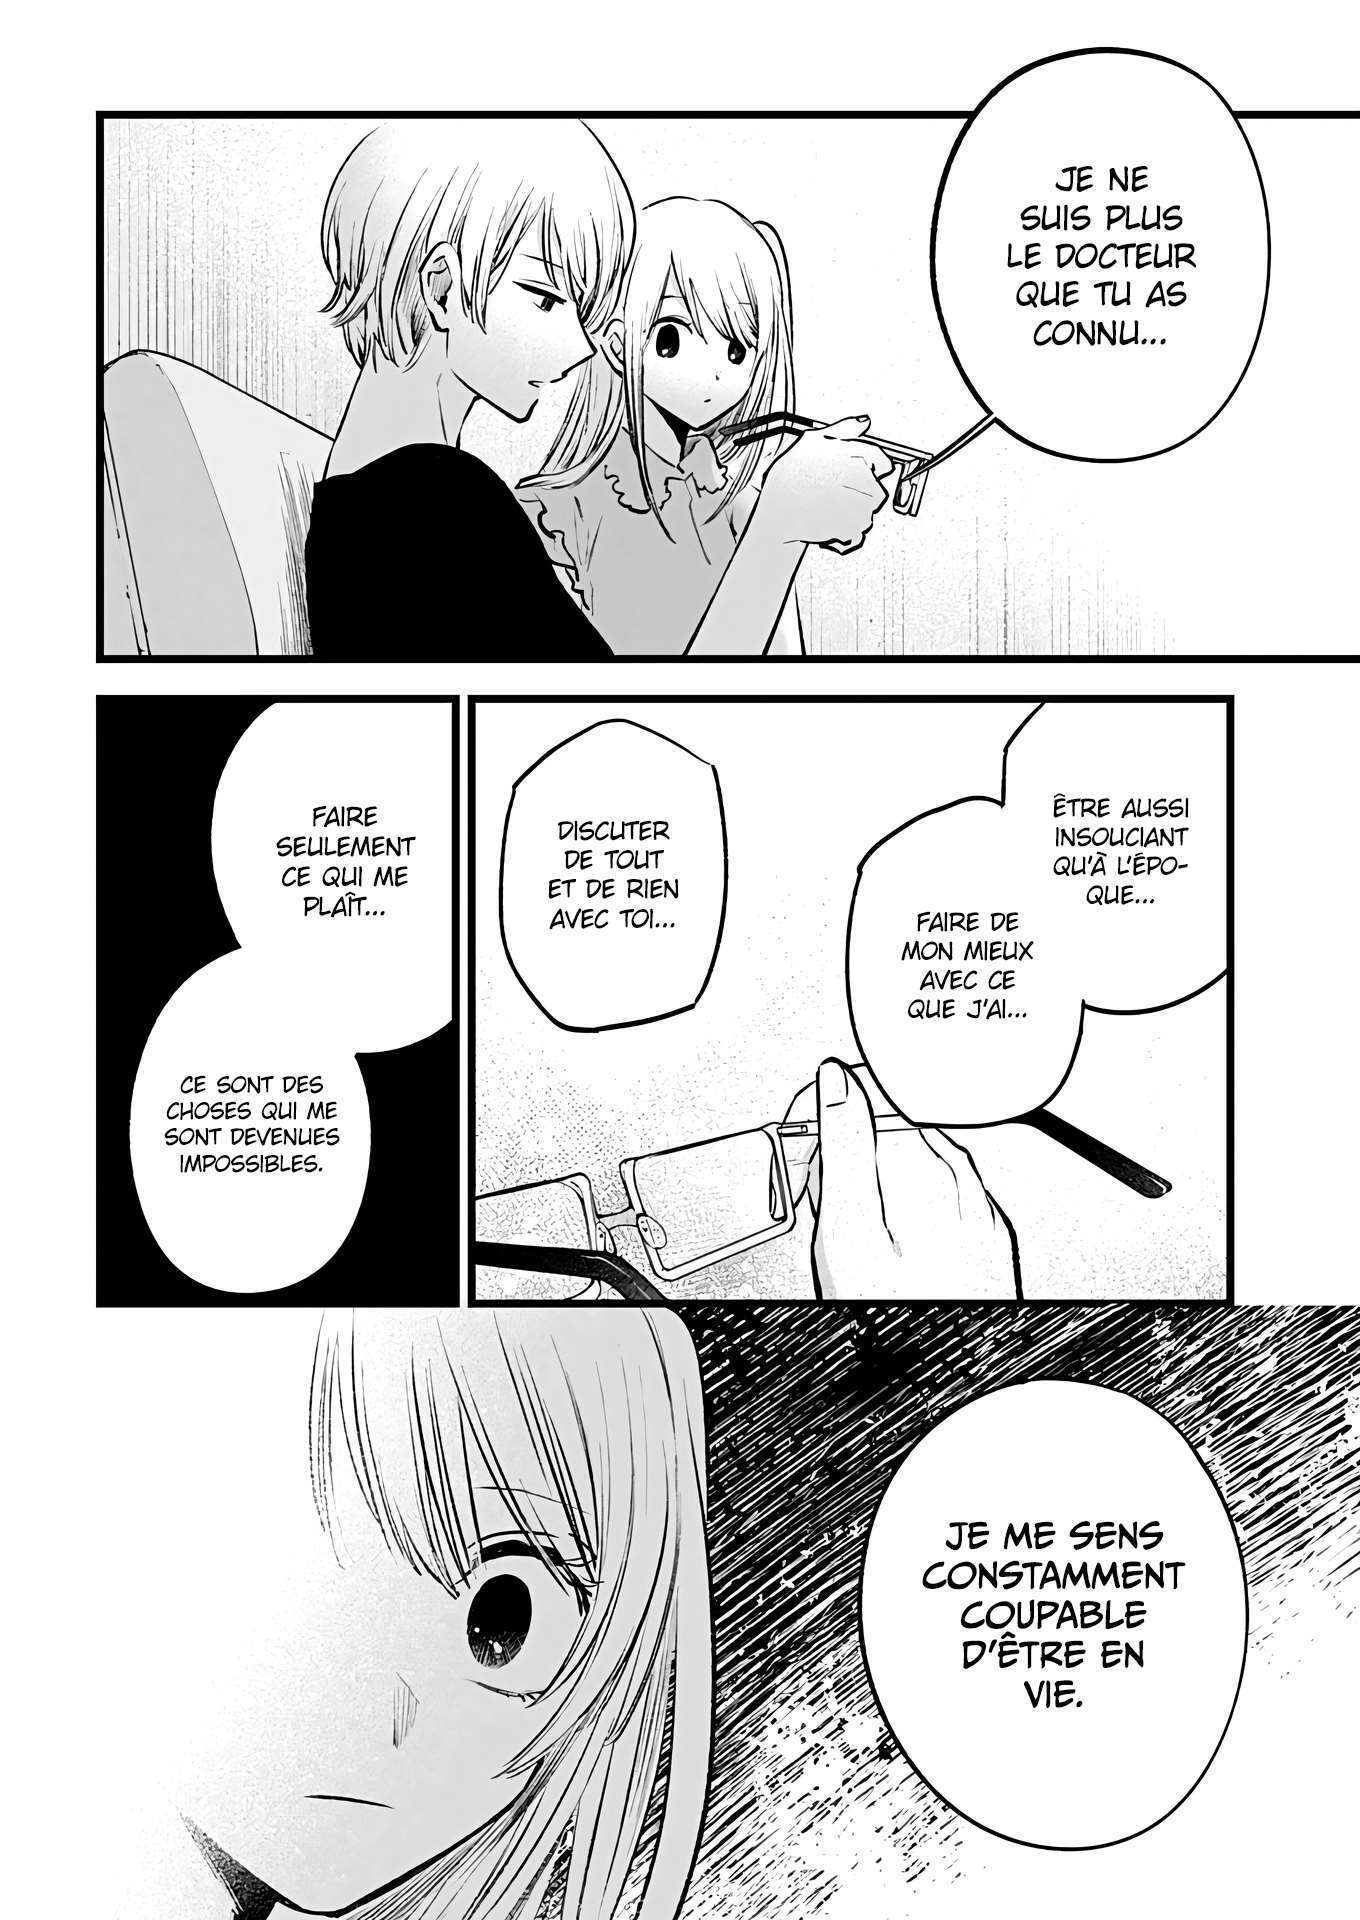 JE NE
SUIS PLUS
LE DOCTEUR
QUE TU AS
CONNU...
ÊTRE AUSSI
INSOUCIANT
QU'À L'ÉPO-
QUE...
FAIRE DE
MON MIEUX
AVEC CE
QUE J'AI...
DISCUTER
DE TOUT
ET DE RIEN
AVEC TOI...
FAIRE
SEULEMENT
CE QUI ME
PLAÎT...
CE SONT DES
CHOSES QUI ME
SONT DEVENUES
IMPOSSIBLES.
JE ME SENS
CONSTAMMENT
COUPABLE
D'ÊTRE EN
VIE.